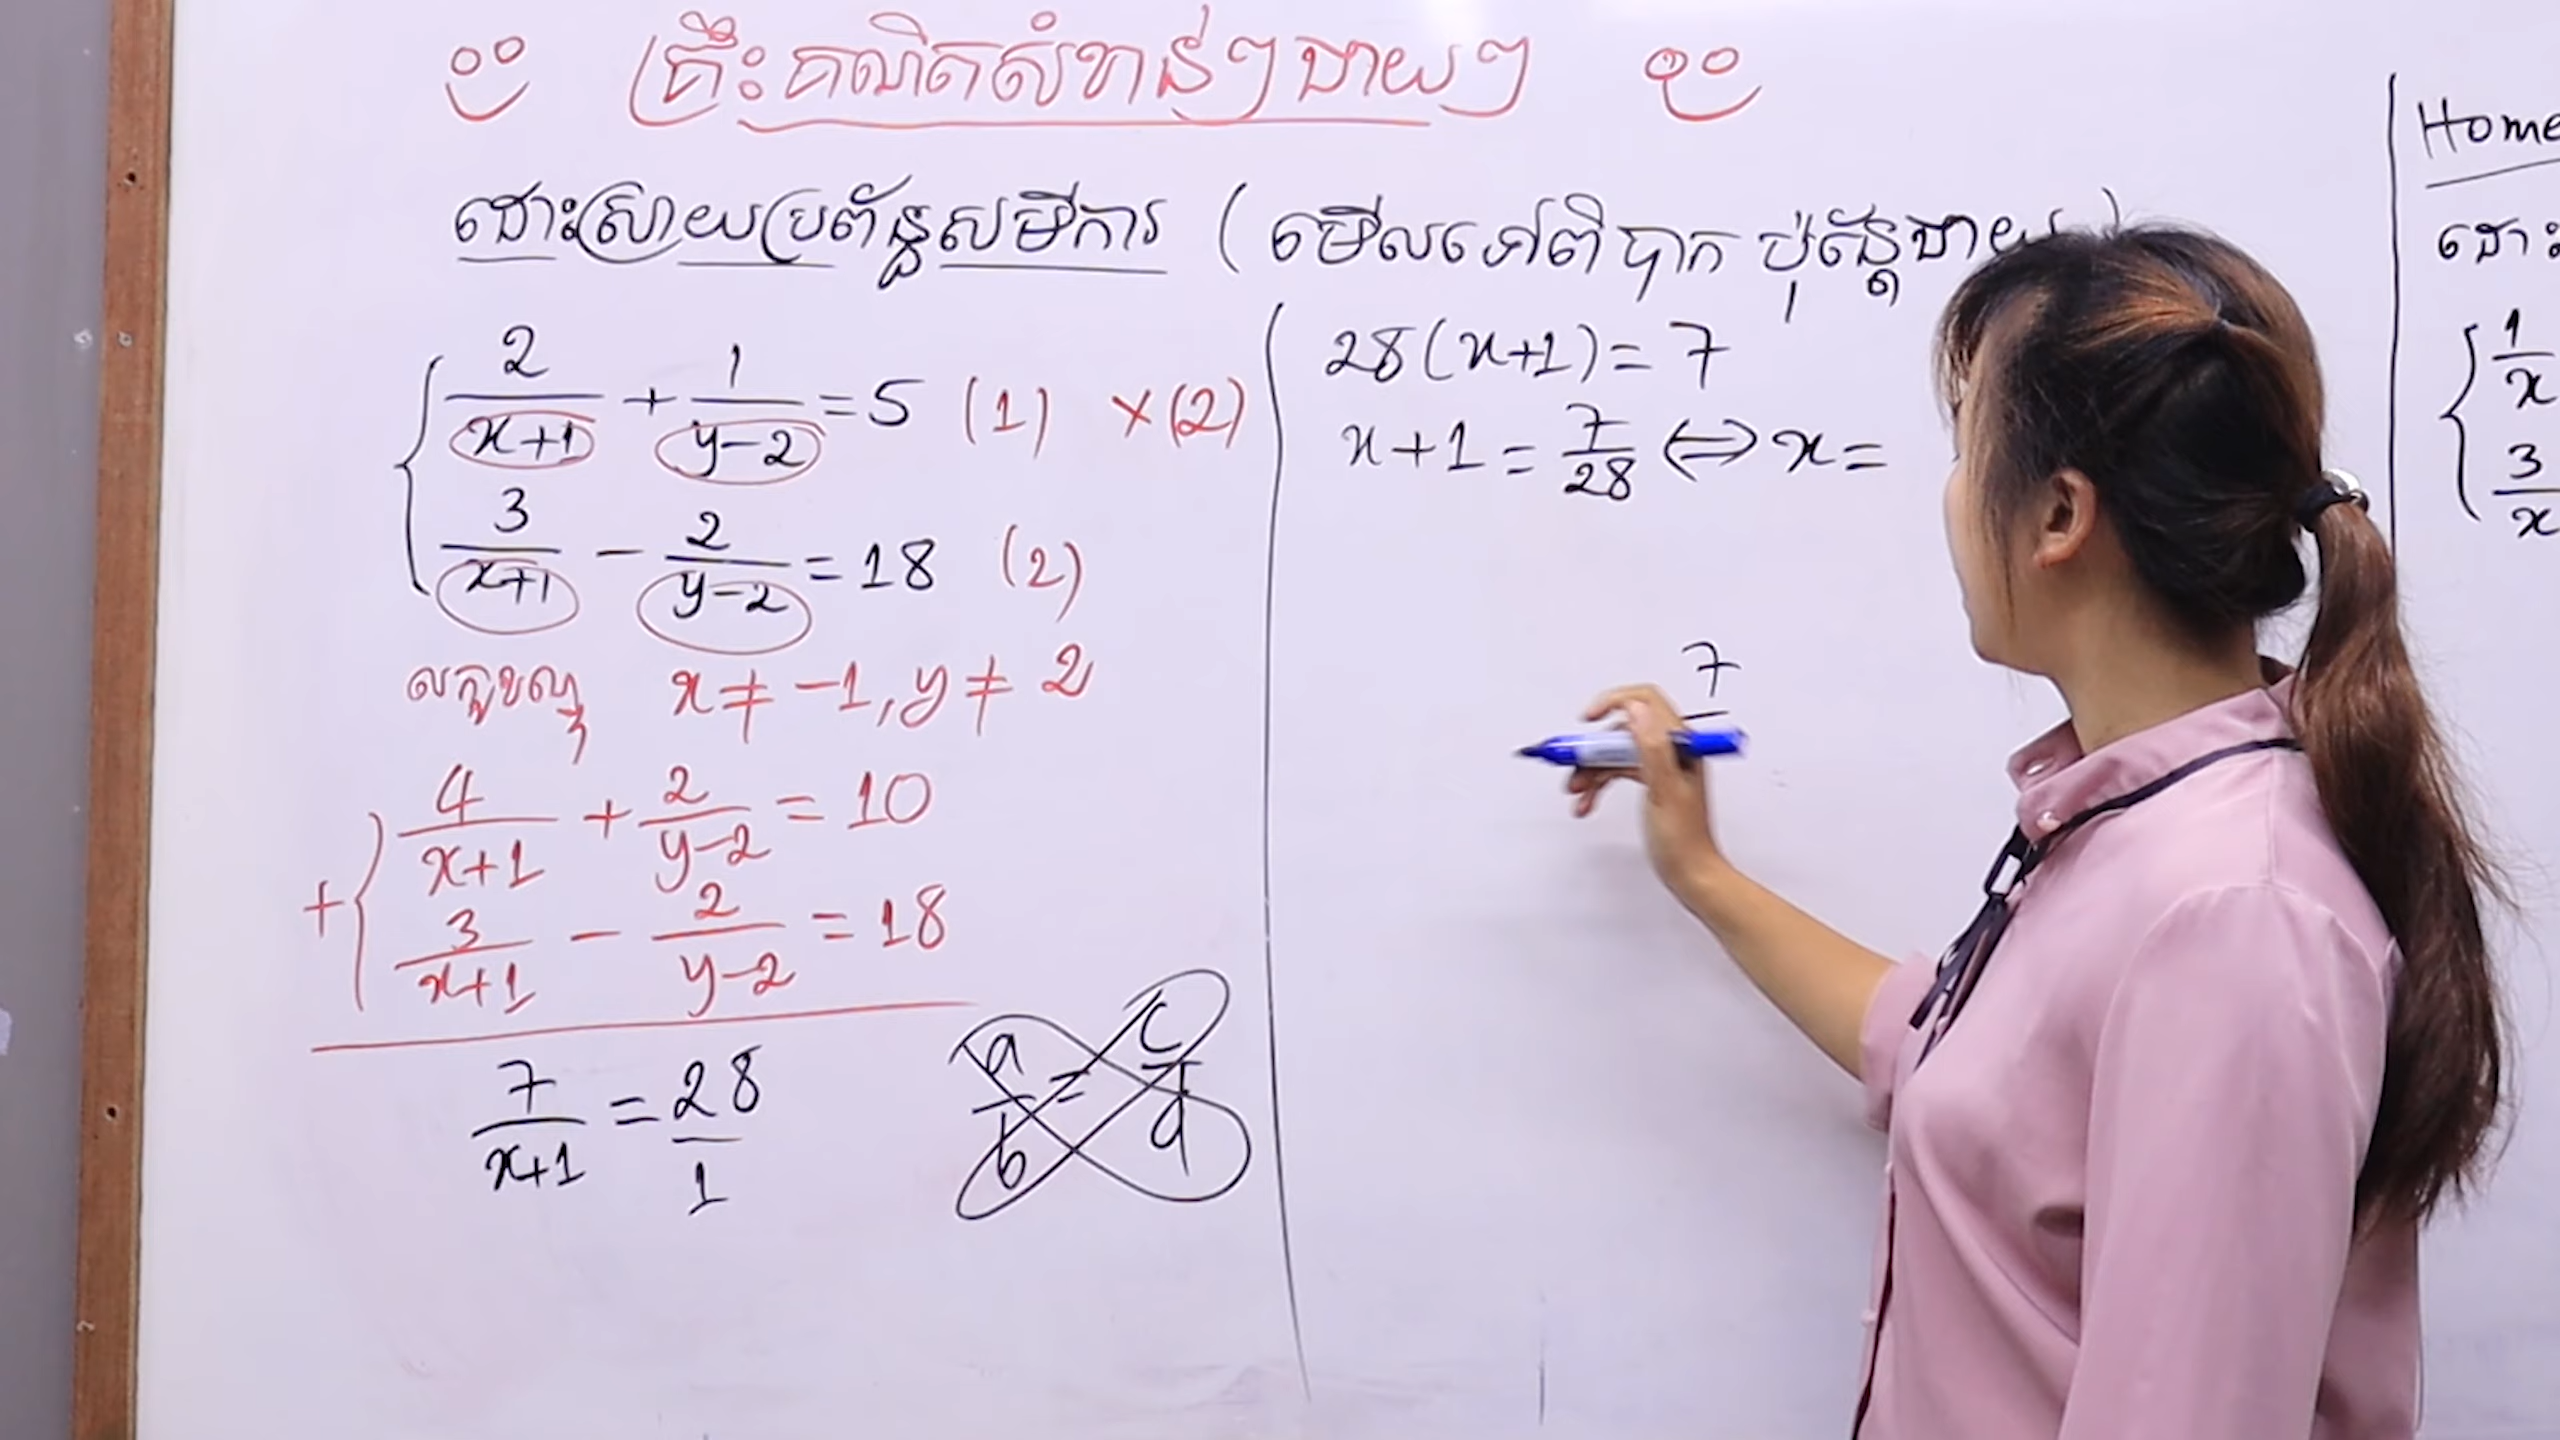 គ្រឹះគណិតសំខាន់ៗងាយៗ
ដោះស្រាយប្រព័ន្ធសមីការ (មើលទៅពិបាក ប៉ុន្តែងាយ)
2/(x+1) + 1/(y-2) = 5 (1) ×(2)
3/(x+1) - 2/(y-2) = 18 (2)
លក្ខខណ្ឌ x ≠ -1, y ≠ 2
4/(x+1) + 2/(y-2) = 10
+
3/(x+1) - 2/(y-2) = 18
7/(x+1) = 28/1
a/b = c/d
28(x+1) = 7
x+1 = 7/28 ⇔ x =
7
Home
ដោះ
1/x
3/x